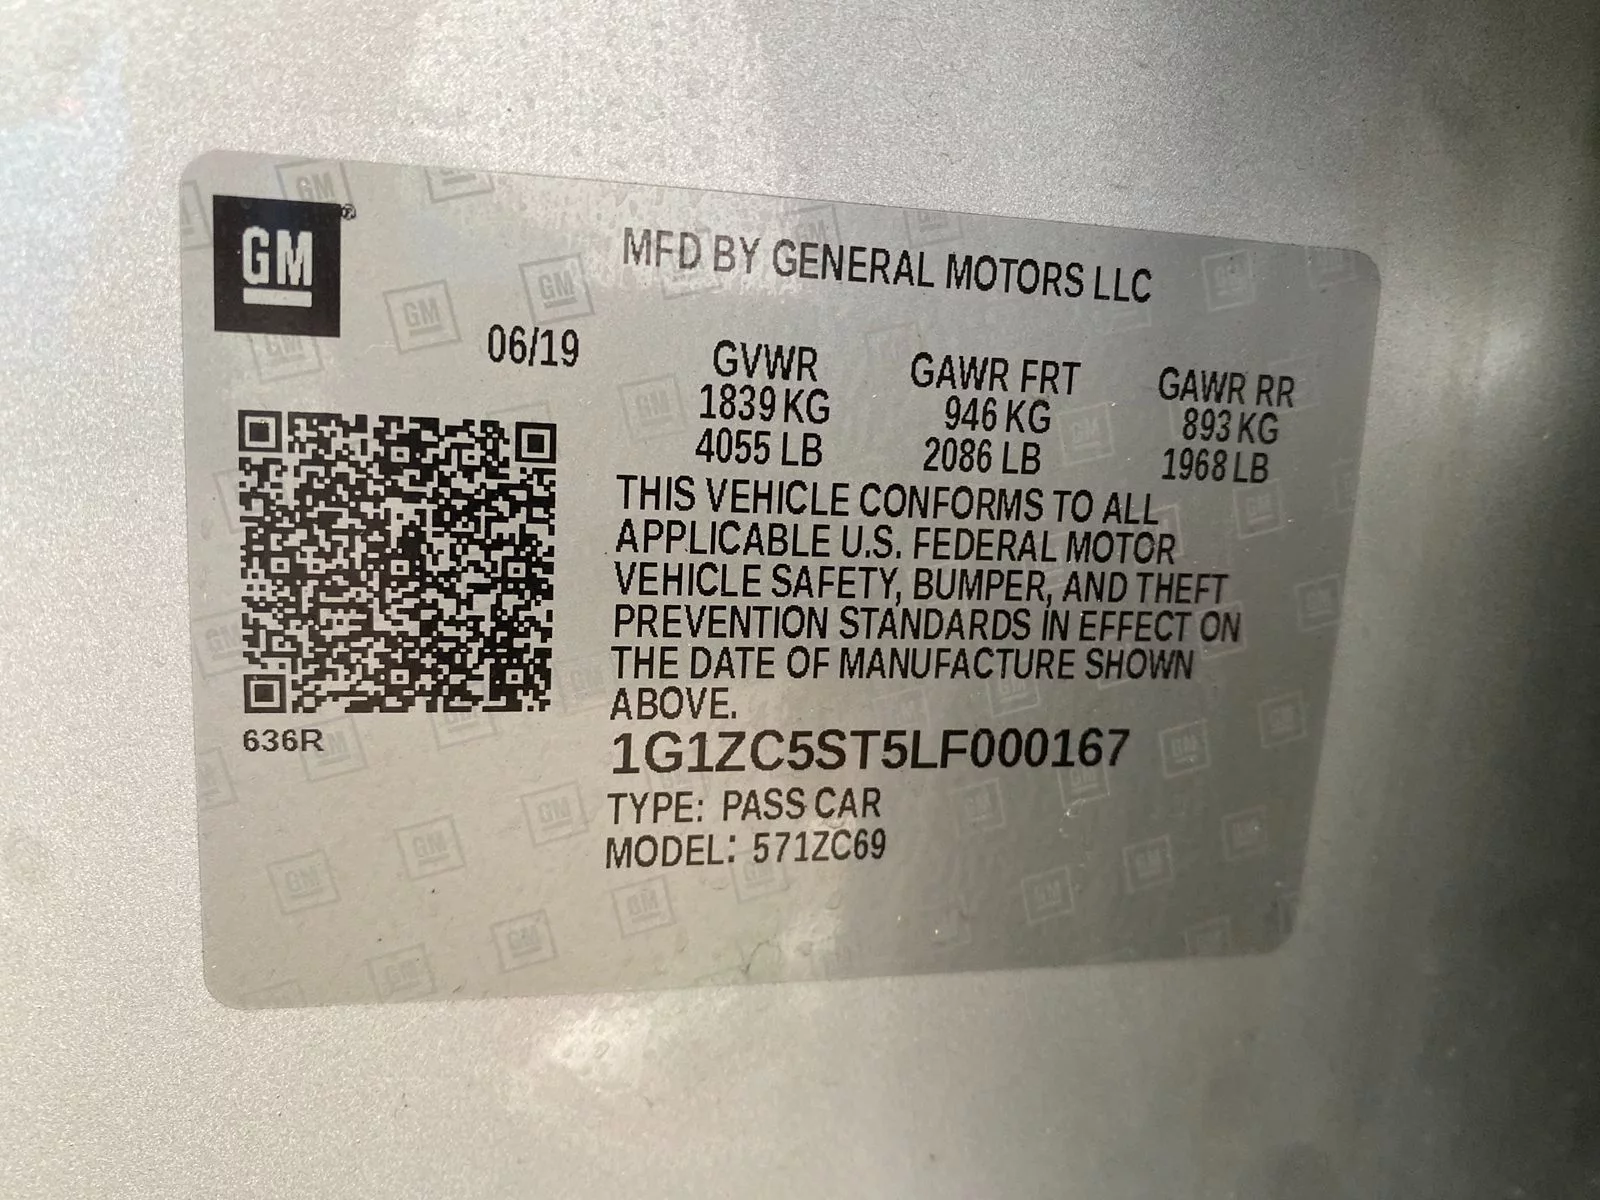 GM®
MFD BY GENERAL MOTORS LLC
06/19
GVWR GAWR FRT GAWR RR
1839 KG 946 KG 893 KG
4055 LB 2086 LB 1968 LB
THIS VEHICLE CONFORMS TO ALL
APPLICABLE U.S. FEDERAL MOTOR
VEHICLE SAFETY, BUMPER, AND THEFT
PREVENTION STANDARDS IN EFFECT ON
THE DATE OF MANUFACTURE SHOWN
ABOVE.
636R
1G1ZC5ST5LF000167
TYPE: PASS CAR
MODEL: 571ZC69